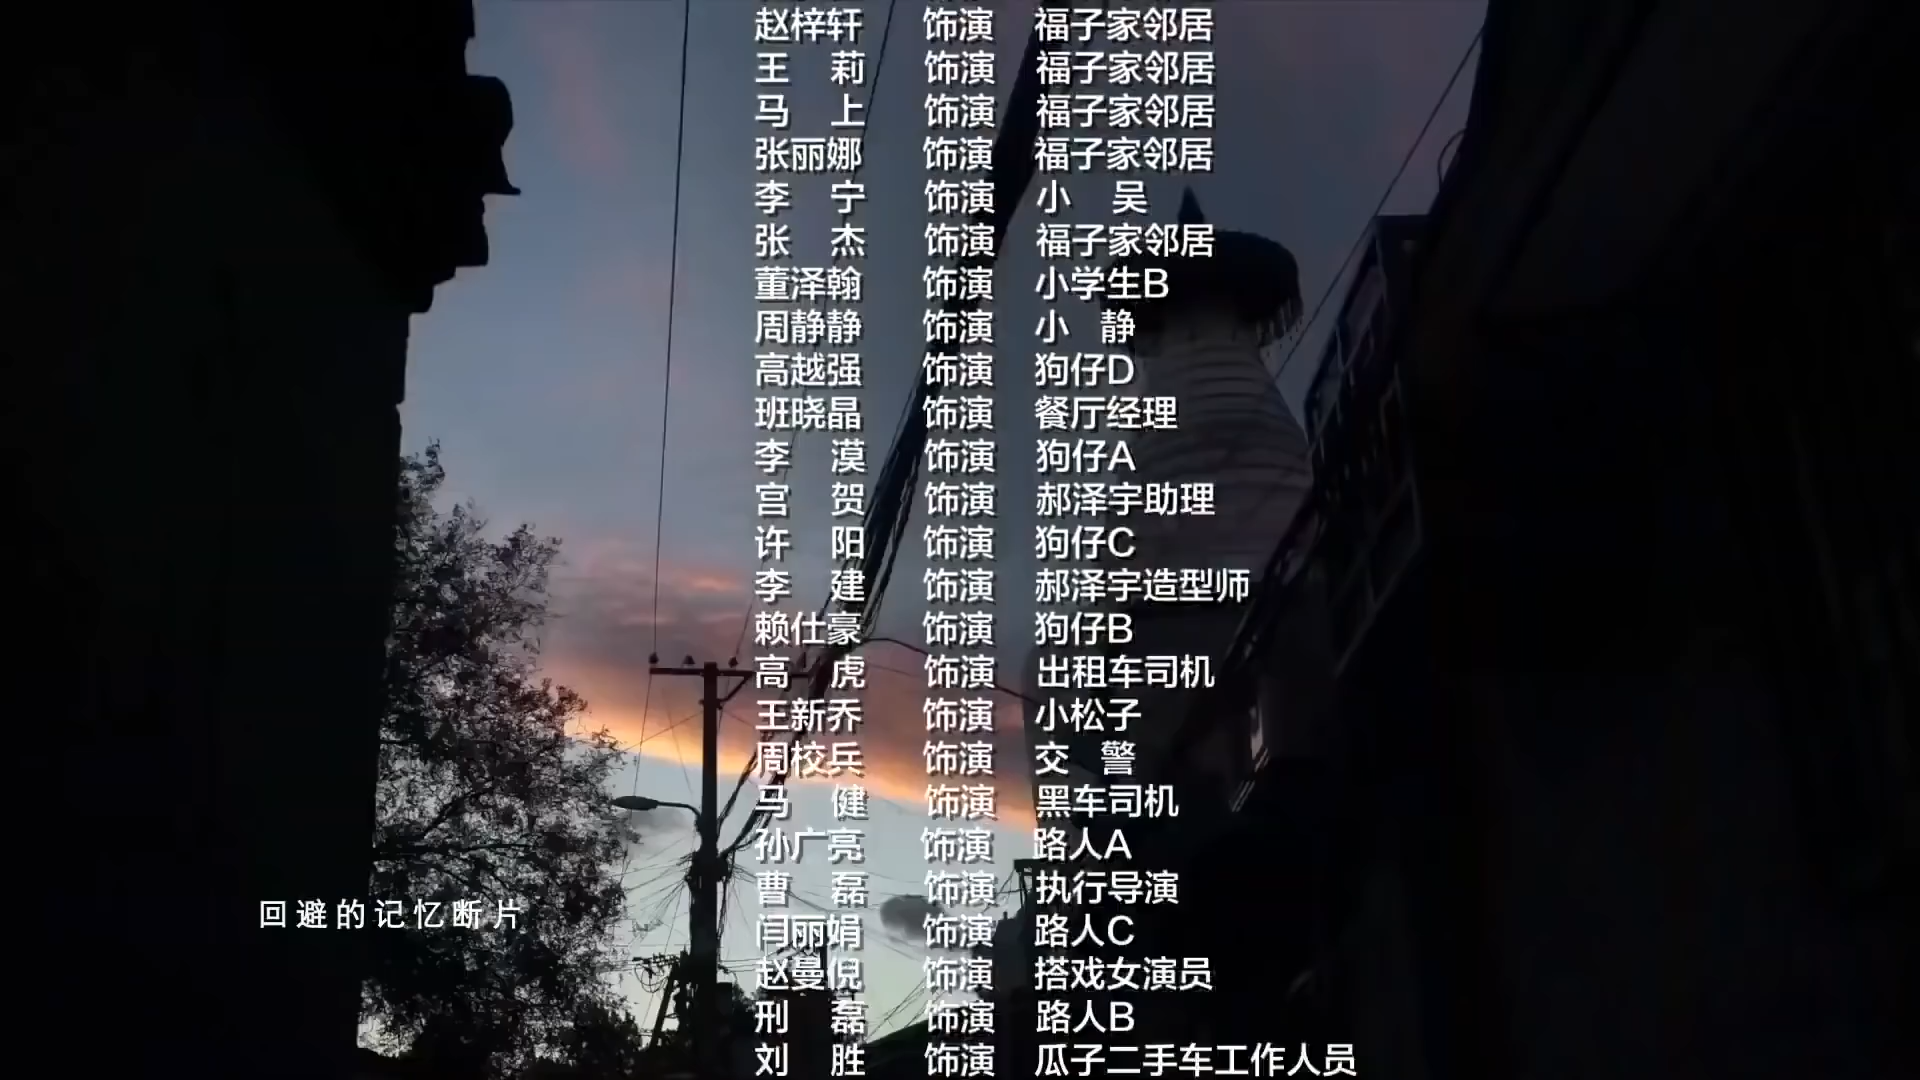 赵梓轩 饰演 福子家邻居
王 莉 饰演 福子家邻居
马 上 饰演 福子家邻居
张丽娜 饰演 福子家邻居
李 宁 饰演 小 吴
张 杰 饰演 福子家邻居
董泽翰 饰演 小学生B
周静静 饰演 小 静
高越强 饰演 狗仔D
班晓晶 饰演 餐厅经理
李 漠 饰演 狗仔A
宫 贺 饰演 郝泽宇助理
许 阳 饰演 狗仔C
李 建 饰演 郝泽宇造型师
赖仕豪 饰演 狗仔B
高 虎 饰演 出租车司机
王新乔 饰演 小松子
周校兵 饰演 交 警
马 健 饰演 黑车司机
孙广亮 饰演 路人A
曹 磊 饰演 执行导演
闫丽娟 饰演 路人C
赵曼倪 饰演 搭戏女演员
刑 磊 饰演 路人B
刘 胜 饰演 瓜子二手车工作人员
回避的记忆断片